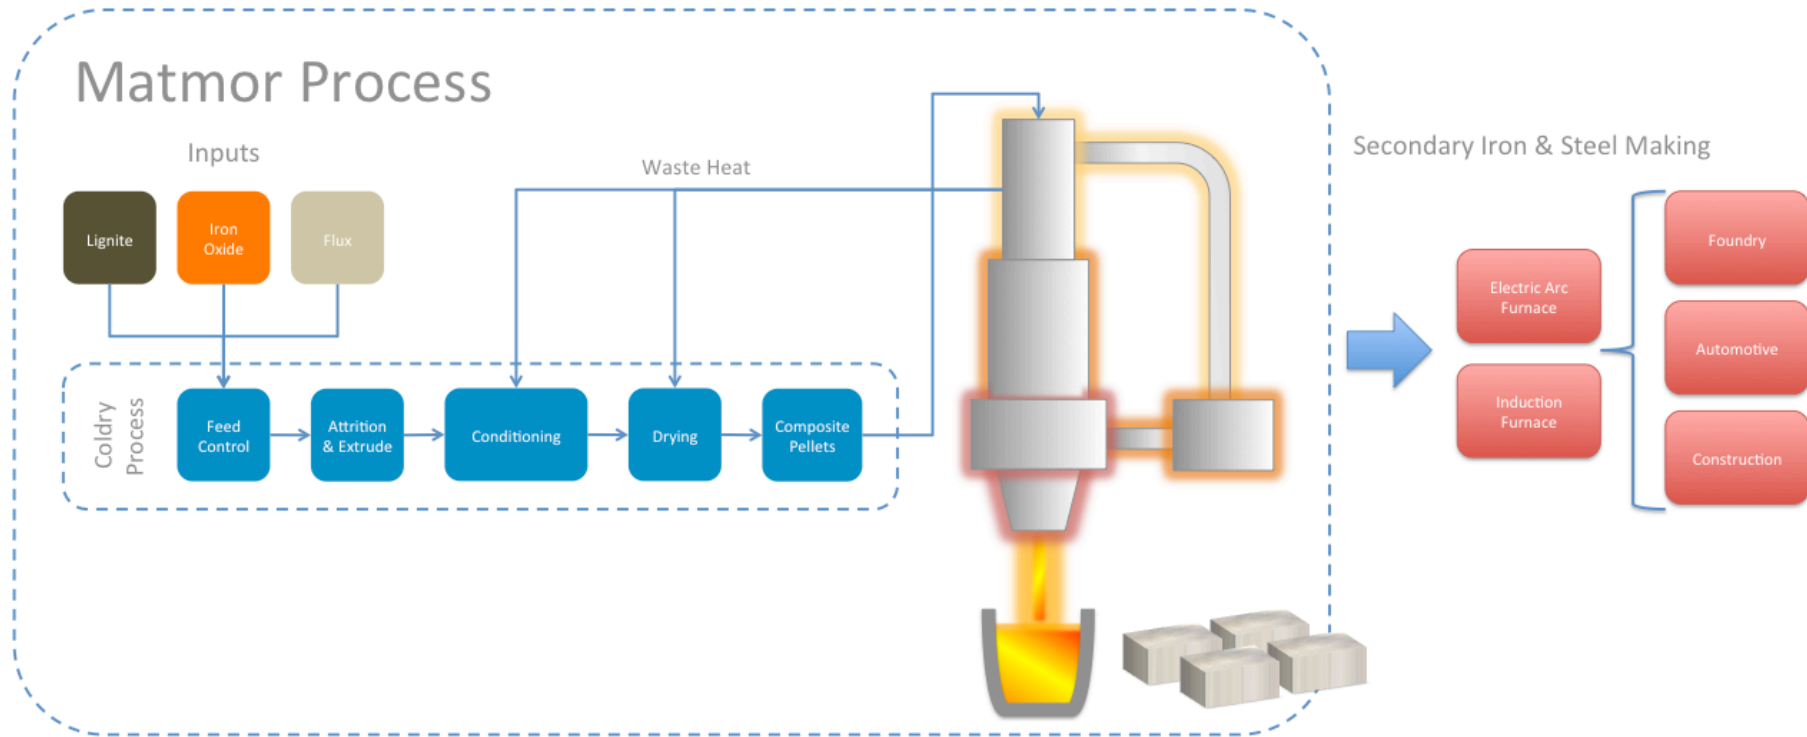 Matmor Process
Inputs
Lignite
Iron
Oxide
Flux
Waste Heat
Coldry
Process
Feed
Control
Attrition
& Extrude
Conditioning
Drying
Composite
Pellets
Secondary Iron & Steel Making
Electric Arc
Furnace
Induction
Furnace
Foundry
Automotive
Construction